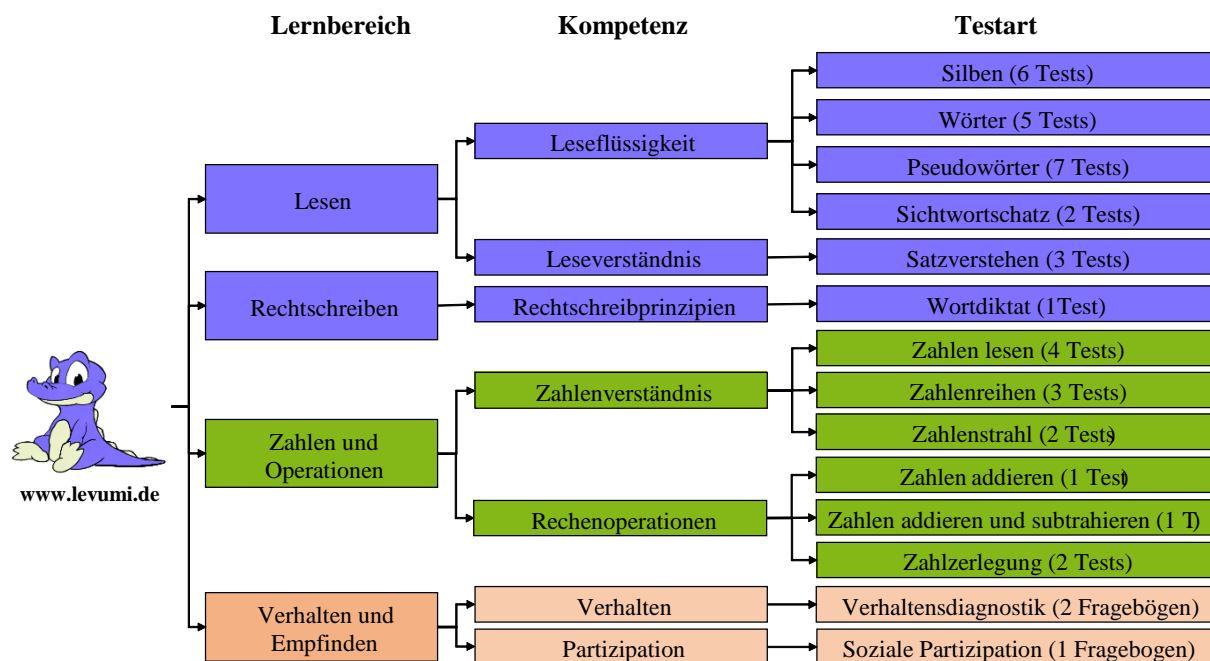 Lernbereich
Kompetenz
Testart
Silben (6 Tests)
Wörter (5 Tests)
Leseflüssigkeit
Pseudowörter (7 Tests)
Lesen
Sichtwortschatz (2 Tests)
Leseverständnis
Satzverstehen (3 Tests)
Rechtschreiben
Rechtschreibprinzipien
Wortdiktat (1Test)
Zahlen lesen (4 Tests)
Zahlenverständnis
Zahlenreihen (3 Tests)
Zahlen und
Operationen
Zahlenstrahl (2 Tests)
www.levumi.de
Zahlen addieren (1 Test)
Rechenoperationen
Zahlen addieren und subtrahieren (1 T)
Zahlzerlegung (2 Tests)
Verhalten und
Empfinden
Verhalten
Verhaltensdiagnostik (2 Fragebögen)
Partizipation
Soziale Partizipation (1 Fragebogen)